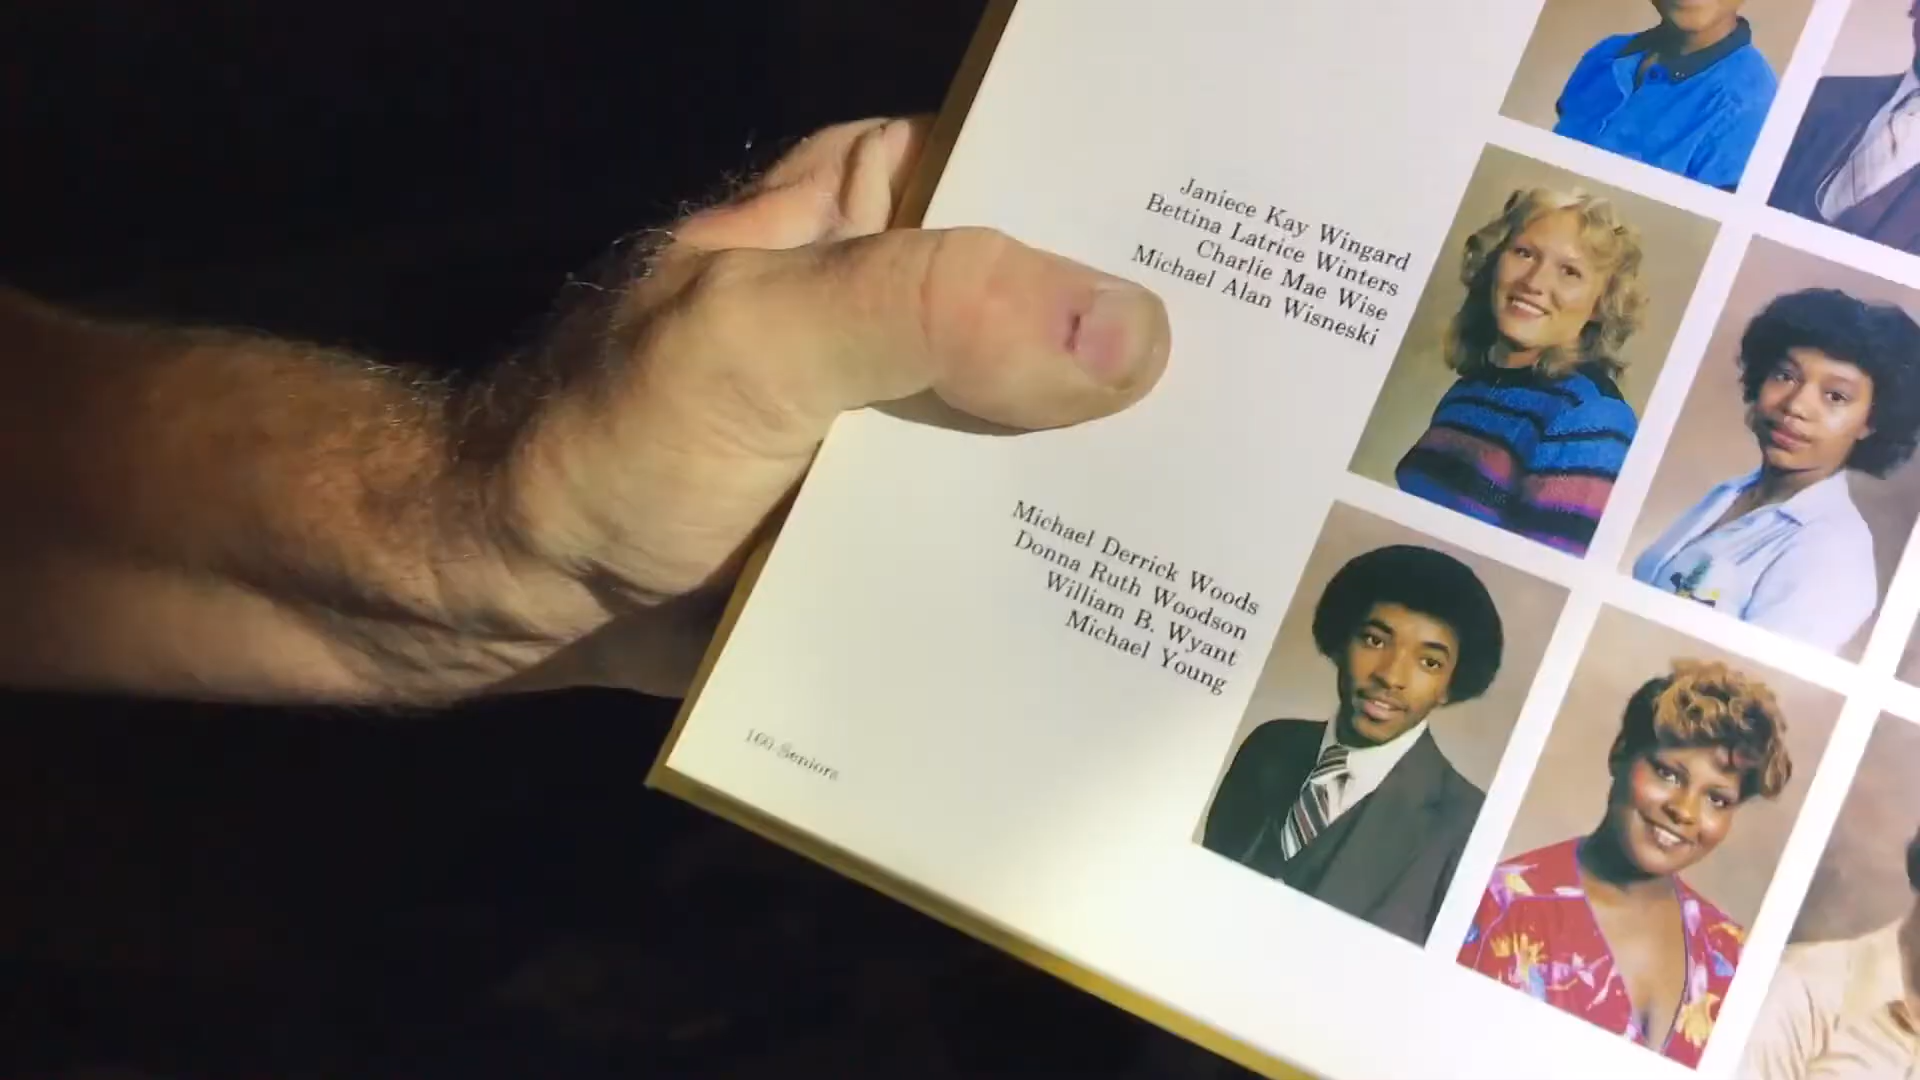 Janiece Kay Wingard
Bettina Latrice Winters
Charlie Mae Wise
Michael Alan Wisneski
Michael Derrick Woods
Donna Ruth Woodson
William B. Wyant
Michael Young
160-Seniors